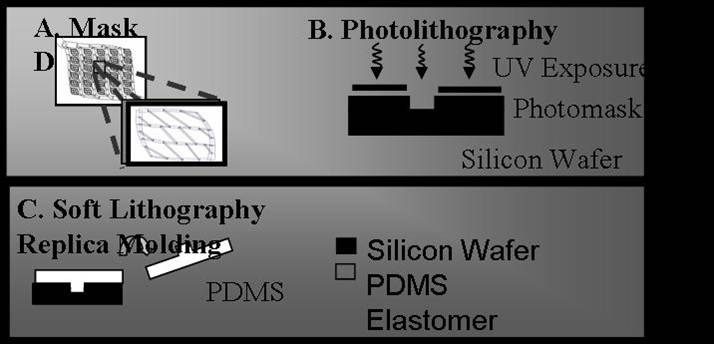 A. Mask
D
B. Photolithography
UV Exposure
Photomask
Silicon Wafer
C. Soft Lithography
Replica Molding
PDMS
Silicon Wafer
PDMS
Elastomer